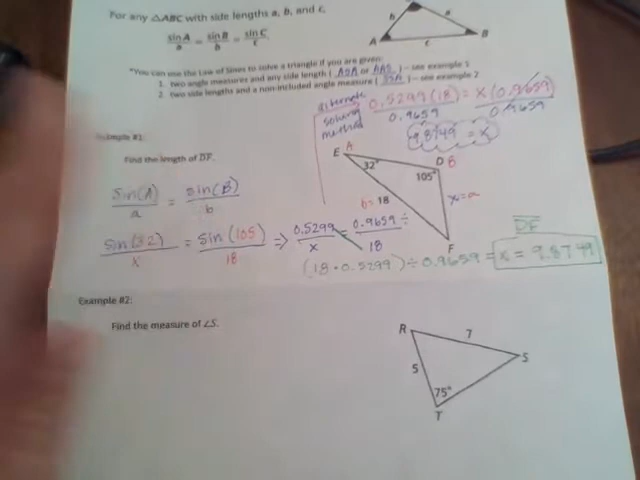 For any △ABC with side lengths a, b, and c,
sin A / a = sin B / b = sin C / c
b
a
A
c
B
*You can use the Law of Sines to solve a triangle if you are given:
1. two angle measures and any side length ( ASA or AAS ) – see example 1
2. two side lengths and a non-included angle measure ( SSA ) – see example 2
alternate
solving
method
0.5299(18) = x(0.9659)
0.9659
0.9659
9.8749 = x
Example #1:
Find the length of DF.
E A
32°
D B
105°
b= 18
x=a
F
sin(A) / a = sin(B) / b
sin(32) / x = sin(105) / 18 ⇒ 0.5299 / x = 0.9659 / 18 ÷
DF
(18 · 0.5299) ÷ 0.9659 = x = 9.8749
Example #2:
Find the measure of ∠S.
R
7
S
5
75°
T